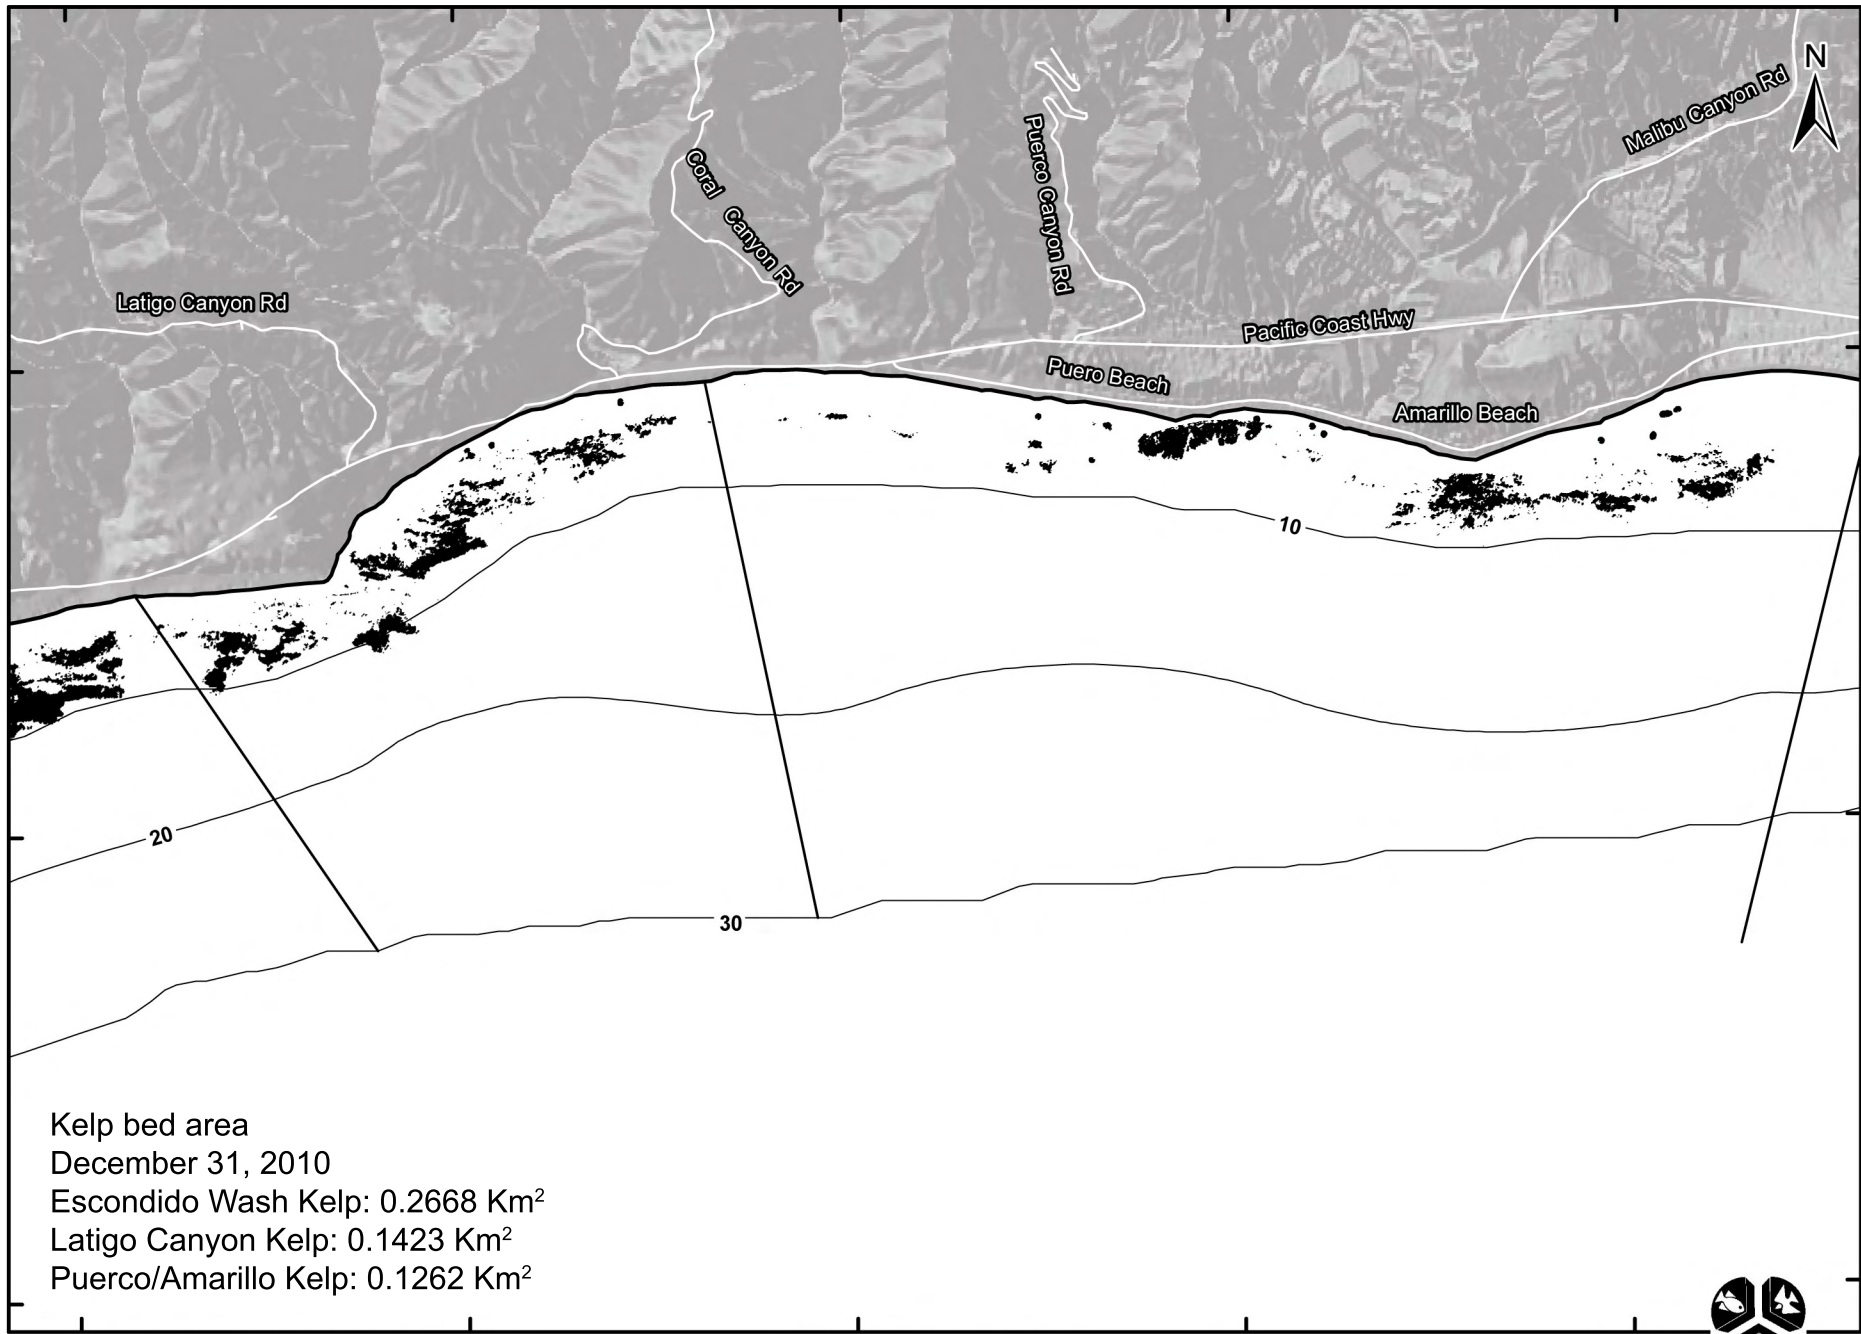 N
Malibu Canyon Rd
Puerco Canyon Rd
Coral Canyon Rd
Latigo Canyon Rd
Pacific Coast Hwy
Puero Beach
Amarillo Beach
10
20
30
Kelp bed area
December 31, 2010
Escondido Wash Kelp: 0.2668 Km²
Latigo Canyon Kelp: 0.1423 Km²
Puerco/Amarillo Kelp: 0.1262 Km²